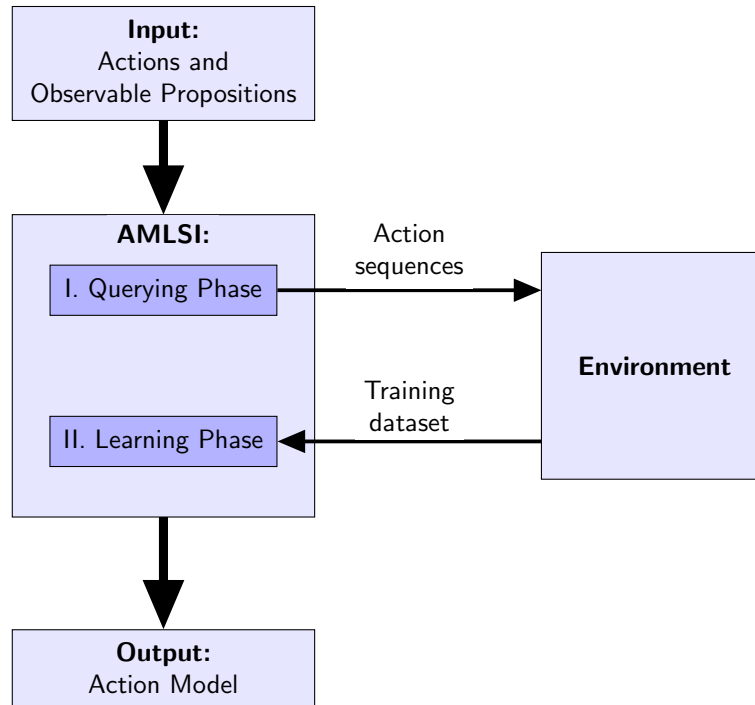 Input:
Actions and
Observable Propositions
AMLSI:
I. Querying Phase
Action
sequences
Environment
Training
dataset
II. Learning Phase
Output:
Action Model